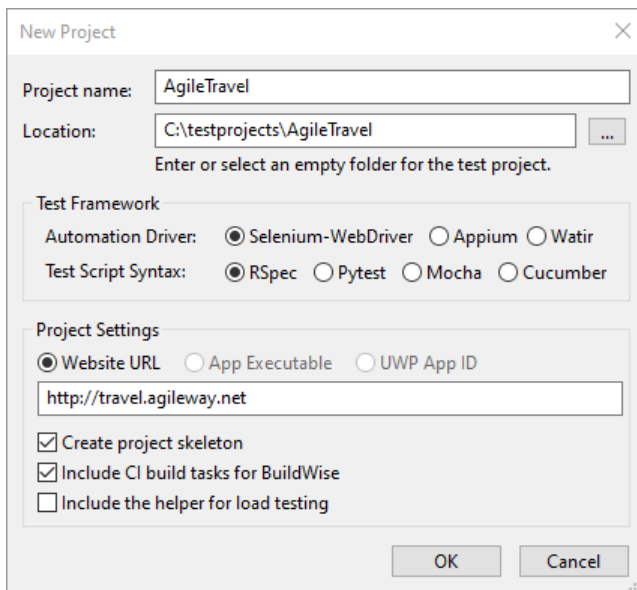 New Project
Project name: AgileTravel
Location: C:\testprojects\AgileTravel ...
Enter or select an empty folder for the test project.
Test Framework
Automation Driver: Selenium-WebDriver Appium Watir
Test Script Syntax: RSpec Pytest Mocha Cucumber
Project Settings
Website URL App Executable UWP App ID
http://travel.agileway.net
Create project skeleton
Include CI build tasks for BuildWise
Include the helper for load testing
OK Cancel